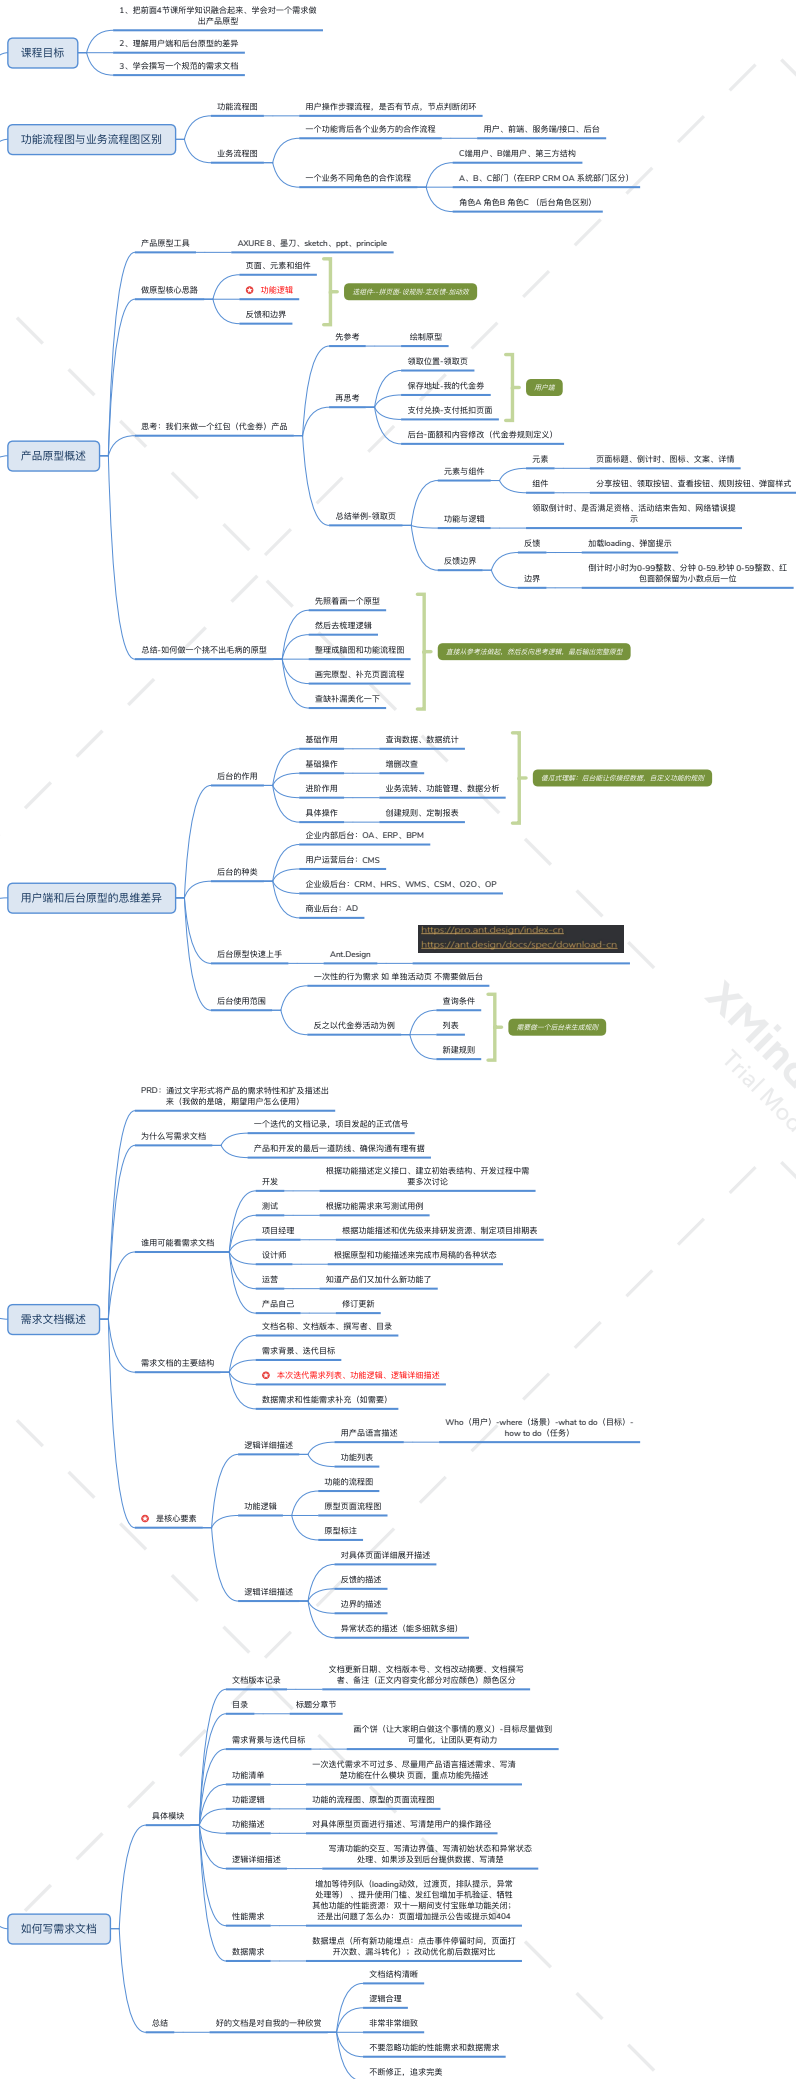 课程目标
1、把前面4节课所学知识融合起来、学会对一个需求做
出产品原型
2、理解用户端和后台原型的差异
3、学会撰写一个规范的需求文档
功能流程图与业务流程图区别
功能流程图
用户操作步骤流程，是否有节点，节点判断闭环
业务流程图
一个功能背后各个业务方的合作流程
用户、前端、服务端/接口、后台
一个业务不同角色的合作流程
C端用户、B端用户、第三方结构
A、B、C部门（在ERP CRM OA 系统部门区分）
角色A 角色B 角色C （后台角色区别）
产品原型概述
产品原型工具
AXURE 8、墨刀、sketch、ppt、principle
做原型核心思路
页面、元素和组件
功能逻辑
反馈和边界
选组件--拼页面-设规则-定反馈-加动效
思考：我们来做一个红包（代金券）产品
先参考
绘制原型
再思考
领取位置-领取页
保存地址-我的代金券
支付兑换-支付抵扣页面
用户端
后台-面额和内容修改（代金券规则定义）
总结举例-领取页
元素与组件
元素
页面标题、倒计时、图标、文案、详情
组件
分享按钮、领取按钮、查看按钮、规则按钮、弹窗样式
功能与逻辑
领取倒计时、是否满足资格、活动结束告知、网络错误提
示
反馈边界
反馈
加载loading、弹窗提示
边界
倒计时小时为0-99整数、分钟 0-59.秒钟 0-59整数、红
包面额保留为小数点后一位
总结-如何做一个挑不出毛病的原型
先照着画一个原型
然后去梳理逻辑
整理成脑图和功能流程图
画完原型、补充页面流程
查缺补漏美化一下
直接从参考法做起，然后反向思考逻辑，最后输出完整原型
用户端和后台原型的思维差异
后台的作用
基础作用
查询数据、数据统计
基础操作
增删改查
进阶作用
业务流转、功能管理、数据分析
具体操作
创建规则、定制报表
傻瓜式理解：后台能让你操控数据，自定义功能的规则
后台的种类
企业内部后台：OA、ERP、BPM
用户运营后台：CMS
企业级后台：CRM、HRS、WMS、CSM、O2O、OP
商业后台：AD
后台原型快速上手
Ant.Design
https://pro.ant.design/index-cn
https://ant.design/docs/spec/download-cn
后台使用范围
一次性的行为需求 如 单独活动页 不需要做后台
反之以代金券活动为例
查询条件
列表
新建规则
需要做一个后台来生成规则
XMind
Trial Mod
需求文档概述
PRD：通过文字形式将产品的需求特性和扩及描述出
来（我做的是啥，期望用户怎么使用）
为什么写需求文档
一个迭代的文档记录，项目发起的正式信号
产品和开发的最后一道防线、确保沟通有理有据
谁用可能看需求文档
开发
根据功能描述定义接口、建立初始表结构、开发过程中需
要多次讨论
测试
根据功能需求来写测试用例
项目经理
根据功能描述和优先级来排研发资源、制定项目排期表
设计师
根据原型和功能描述来完成市局稿的各种状态
运营
知道产品们又加什么新功能了
产品自己
修订更新
需求文档的主要结构
文档名称、文档版本、撰写者、目录
需求背景、迭代目标
本次迭代需求列表、功能逻辑、逻辑详细描述
数据需求和性能需求补充（如需要）
是核心要素
逻辑详细描述
用产品语言描述
Who（用户）-where（场景）-what to do（目标）-
how to do（任务）
功能列表
功能逻辑
功能的流程图
原型页面流程图
原型标注
逻辑详细描述
对具体页面详细展开描述
反馈的描述
边界的描述
异常状态的描述（能多细就多细）
如何写需求文档
具体模块
文档版本记录
文档更新日期、文档版本号、文档改动摘要、文档撰写
者、备注（正文内容变化部分对应颜色）颜色区分
目录
标题分章节
需求背景与迭代目标
画个饼（让大家明白做这个事情的意义）-目标尽量做到
可量化，让团队更有动力
功能清单
一次迭代需求不可过多、尽量用产品语言描述需求、写清
楚功能在什么模块 页面，重点功能先描述
功能逻辑
功能的流程图、原型的页面流程图
功能描述
对具体原型页面进行描述、写清楚用户的操作路径
逻辑详细描述
写清功能的交互、写清边界值、写清初始状态和异常状态
处理、如果涉及到后台提供数据、写清楚
性能需求
增加等待列队（loading动效，过渡页，排队提示，异常
处理等） 、提升使用门槛、发红包增加手机验证、牺牲
其他功能的性能资源：双十一期间支付宝账单功能关闭；
还是出问题了怎么办：页面增加提示公告或提示如404
数据需求
数据埋点（所有新功能埋点：点击事件停留时间，页面打
开次数、漏斗转化）；改动优化前后数据对比
总结
好的文档是对自我的一种欣赏
文档结构清晰
逻辑合理
非常非常细致
不要忽略功能的性能需求和数据需求
不断修正，追求完美